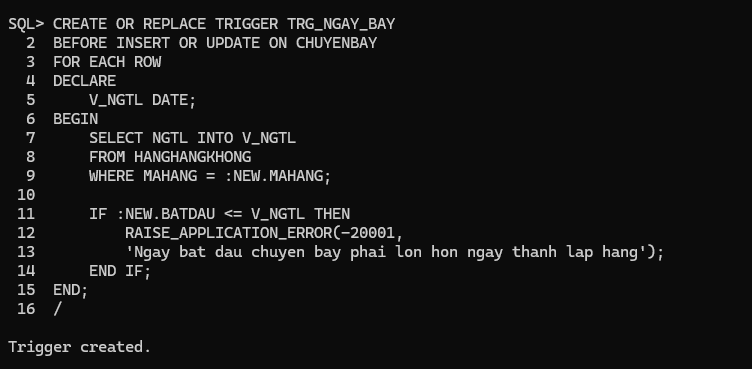 SQL> CREATE OR REPLACE TRIGGER TRG_NGAY_BAY
  2  BEFORE INSERT OR UPDATE ON CHUYENBAY
  3  FOR EACH ROW
  4  DECLARE
  5      V_NGTL DATE;
  6  BEGIN
  7      SELECT NGTL INTO V_NGTL
  8      FROM HANGHANGKHONG
  9      WHERE MAHANG = :NEW.MAHANG;
 10
 11      IF :NEW.BATDAU <= V_NGTL THEN
 12          RAISE_APPLICATION_ERROR(-20001,
 13          'Ngay bat dau chuyen bay phai lon hon ngay thanh lap hang');
 14      END IF;
 15  END;
 16  /
Trigger created.